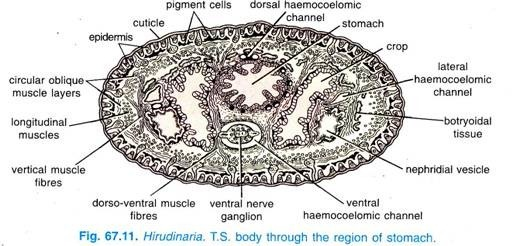 pigment cells
dorsal haemocoelomic
channel
cuticle
stomach
epidermis
crop
circular oblique
muscle layers
lateral
haemocoelomic
channel
longitudinal
muscles
botryoidal
tissue
vertical muscle
fibres
nephridial vesicle
dorso-ventral muscle
fibres
ventral nerve
ganglion
ventral
haemocoelomic channel
Fig. 67.11. Hirudinaria. T.S. body through the region of stomach.